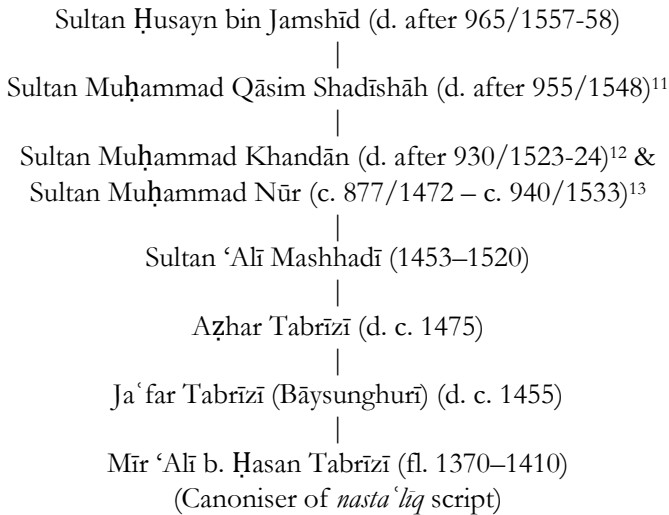 Sultan Ḥusayn bin Jamshīd (d. after 965/1557-58)
|
Sultan Muḥammad Qāsim Shadīshāh (d. after 955/1548)¹¹
|
Sultan Muḥammad Khandān (d. after 930/1523-24)¹² &
Sultan Muḥammad Nūr (c. 877/1472 – c. 940/1533)¹³
|
Sultan ‘Alī Mashhadī (1453–1520)
|
Aẓhar Tabrīzī (d. c. 1475)
|
Jaʿfar Tabrīzī (Bāysunghurī) (d. c. 1455)
|
Mīr ‘Alī b. Ḥasan Tabrīzī (fl. 1370–1410)
(Canoniser of nastaʿlīq script)